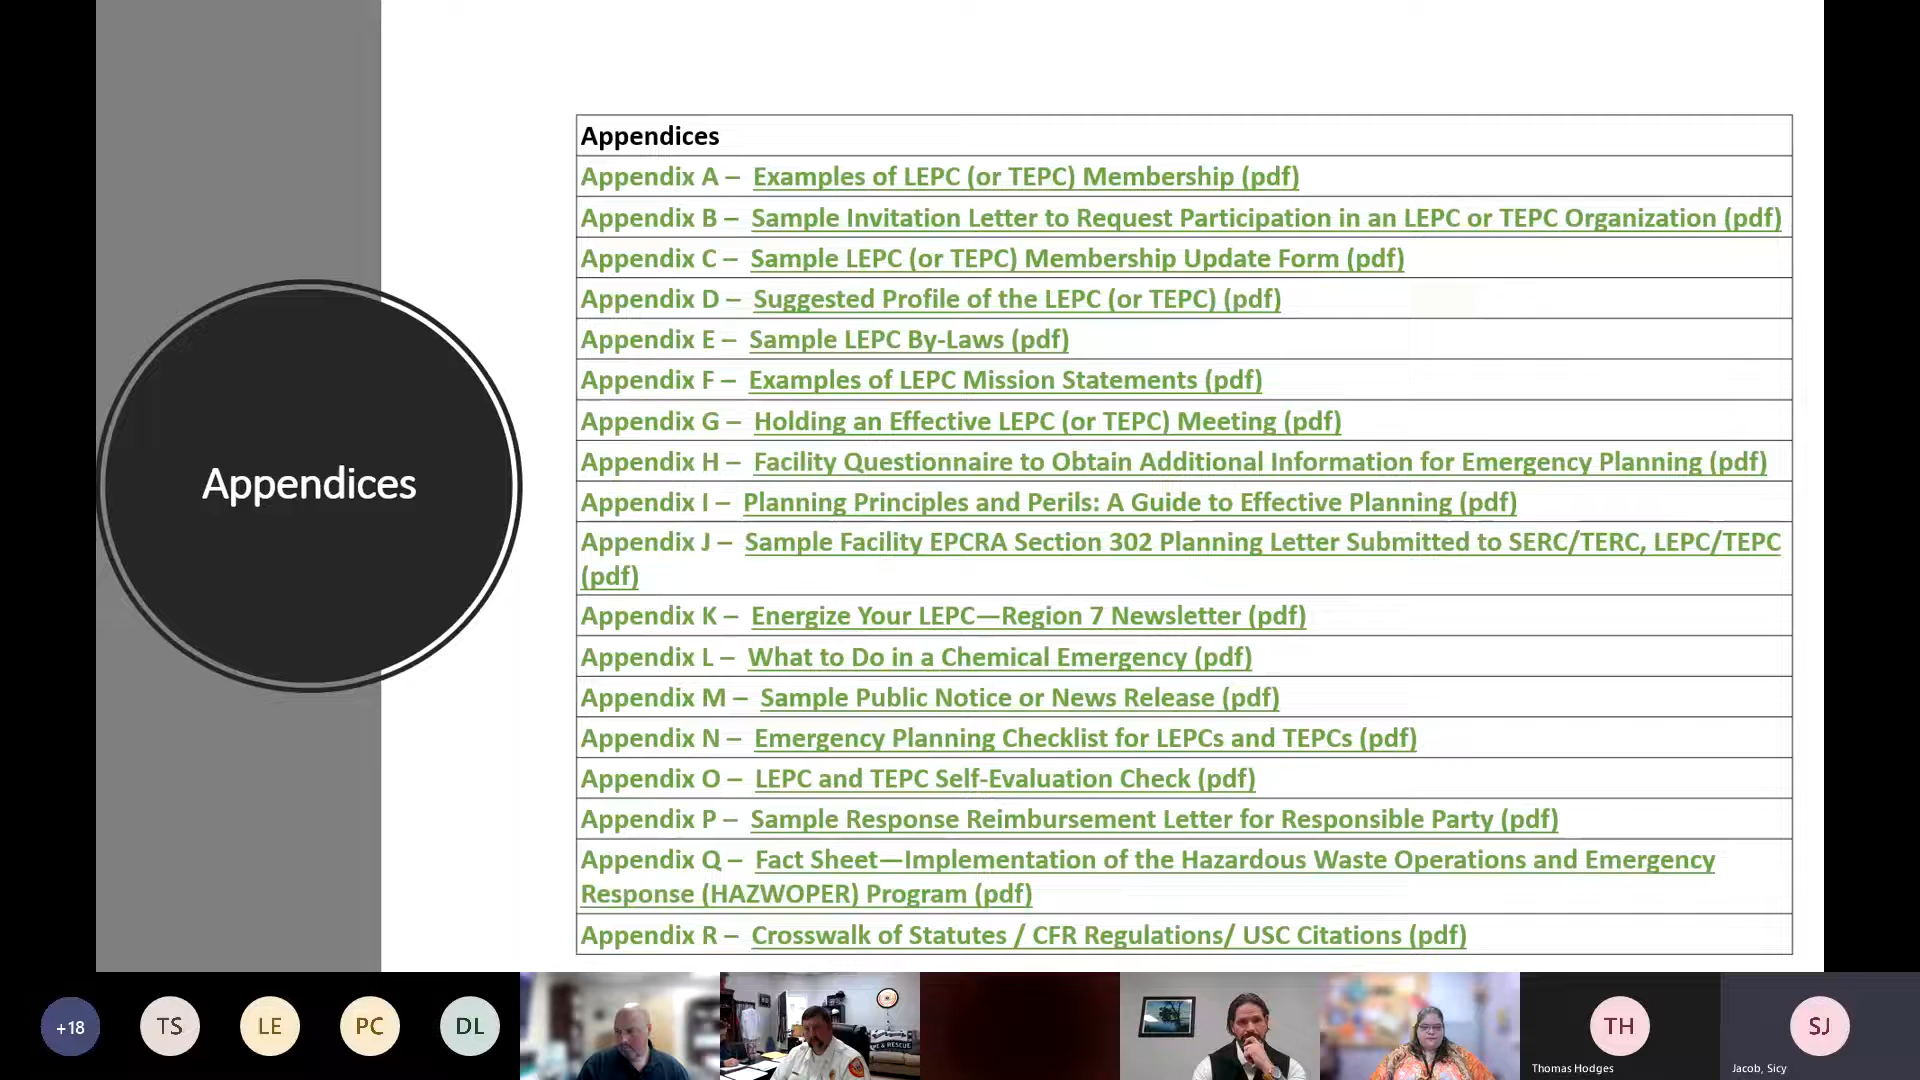 Appendices
Appendices
Appendix A – Examples of LEPC (or TEPC) Membership (pdf)
Appendix B – Sample Invitation Letter to Request Participation in an LEPC or TEPC Organization (pdf)
Appendix C – Sample LEPC (or TEPC) Membership Update Form (pdf)
Appendix D – Suggested Profile of the LEPC (or TEPC) (pdf)
Appendix E – Sample LEPC By-Laws (pdf)
Appendix F – Examples of LEPC Mission Statements (pdf)
Appendix G – Holding an Effective LEPC (or TEPC) Meeting (pdf)
Appendix H – Facility Questionnaire to Obtain Additional Information for Emergency Planning (pdf)
Appendix I – Planning Principles and Perils: A Guide to Effective Planning (pdf)
Appendix J – Sample Facility EPCRA Section 302 Planning Letter Submitted to SERC/TERC, LEPC/TEPC
(pdf)
Appendix K – Energize Your LEPC—Region 7 Newsletter (pdf)
Appendix L – What to Do in a Chemical Emergency (pdf)
Appendix M – Sample Public Notice or News Release (pdf)
Appendix N – Emergency Planning Checklist for LEPCs and TEPCs (pdf)
Appendix O – LEPC and TEPC Self-Evaluation Check (pdf)
Appendix P – Sample Response Reimbursement Letter for Responsible Party (pdf)
Appendix Q – Fact Sheet—Implementation of the Hazardous Waste Operations and Emergency
Response (HAZWOPER) Program (pdf)
Appendix R – Crosswalk of Statutes / CFR Regulations/ USC Citations (pdf)
+18
TS
LE
PC
DL
& RESCUE
TH
SJ
Thomas Hodges
Jacob, Sicy